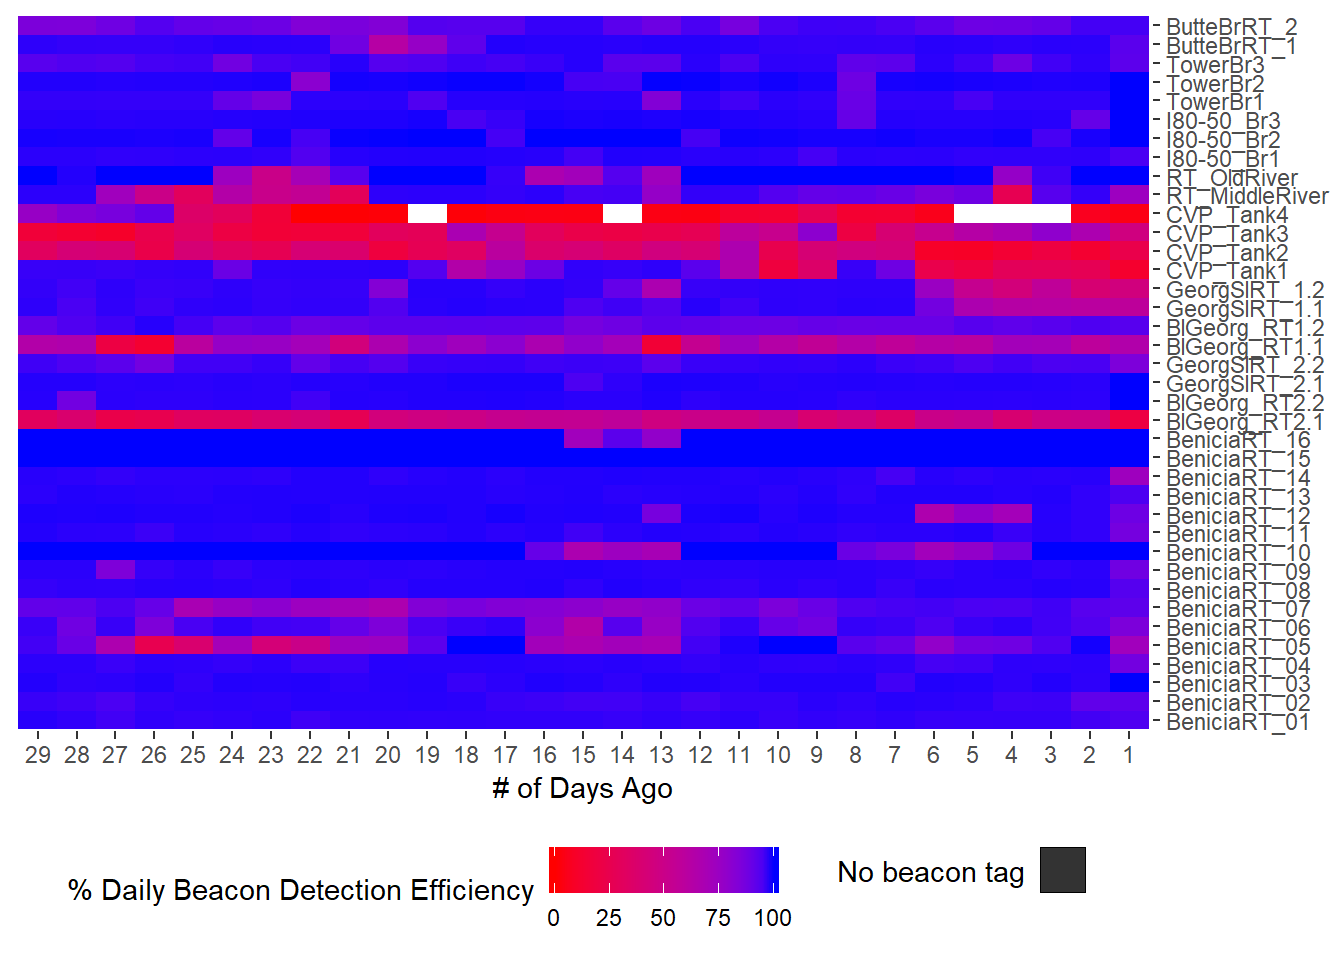 ButteBrRT_2
ButteBrRT_1
TowerBr3
TowerBr2
TowerBr1
I80-50_Br3
I80-50_Br2
I80-50_Br1
RT_OldRiver
RT_MiddleRiver
CVP_Tank4
CVP_Tank3
CVP_Tank2
CVP_Tank1
GeorgSlRT_1.2
GeorgSlRT_1.1
BlGeorg_RT1.2
BlGeorg_RT1.1
GeorgSlRT_2.2
GeorgSlRT_2.1
BlGeorg_RT2.2
BlGeorg_RT2.1
BeniciaRT_16
BeniciaRT_15
BeniciaRT_14
BeniciaRT_13
BeniciaRT_12
BeniciaRT_11
BeniciaRT_10
BeniciaRT_09
BeniciaRT_08
BeniciaRT_07
BeniciaRT_06
BeniciaRT_05
BeniciaRT_04
BeniciaRT_03
BeniciaRT_02
BeniciaRT_01
29 28 27 26 25 24 23 22 21 20 19 18 17 16 15 14 13 12 11 10 9 8 7 6 5 4 3 2 1
# of Days Ago
% Daily Beacon Detection Efficiency
0 25 50 75 100
No beacon tag